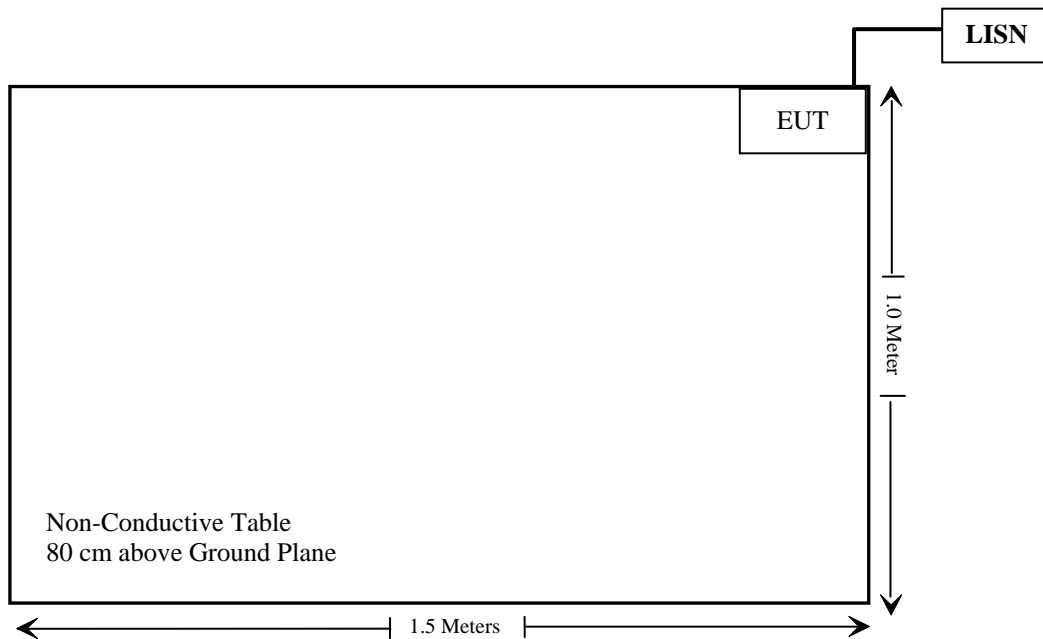 LISN
EUT
1.0 Meter
Non-Conductive Table
80 cm above Ground Plane
1.5 Meters